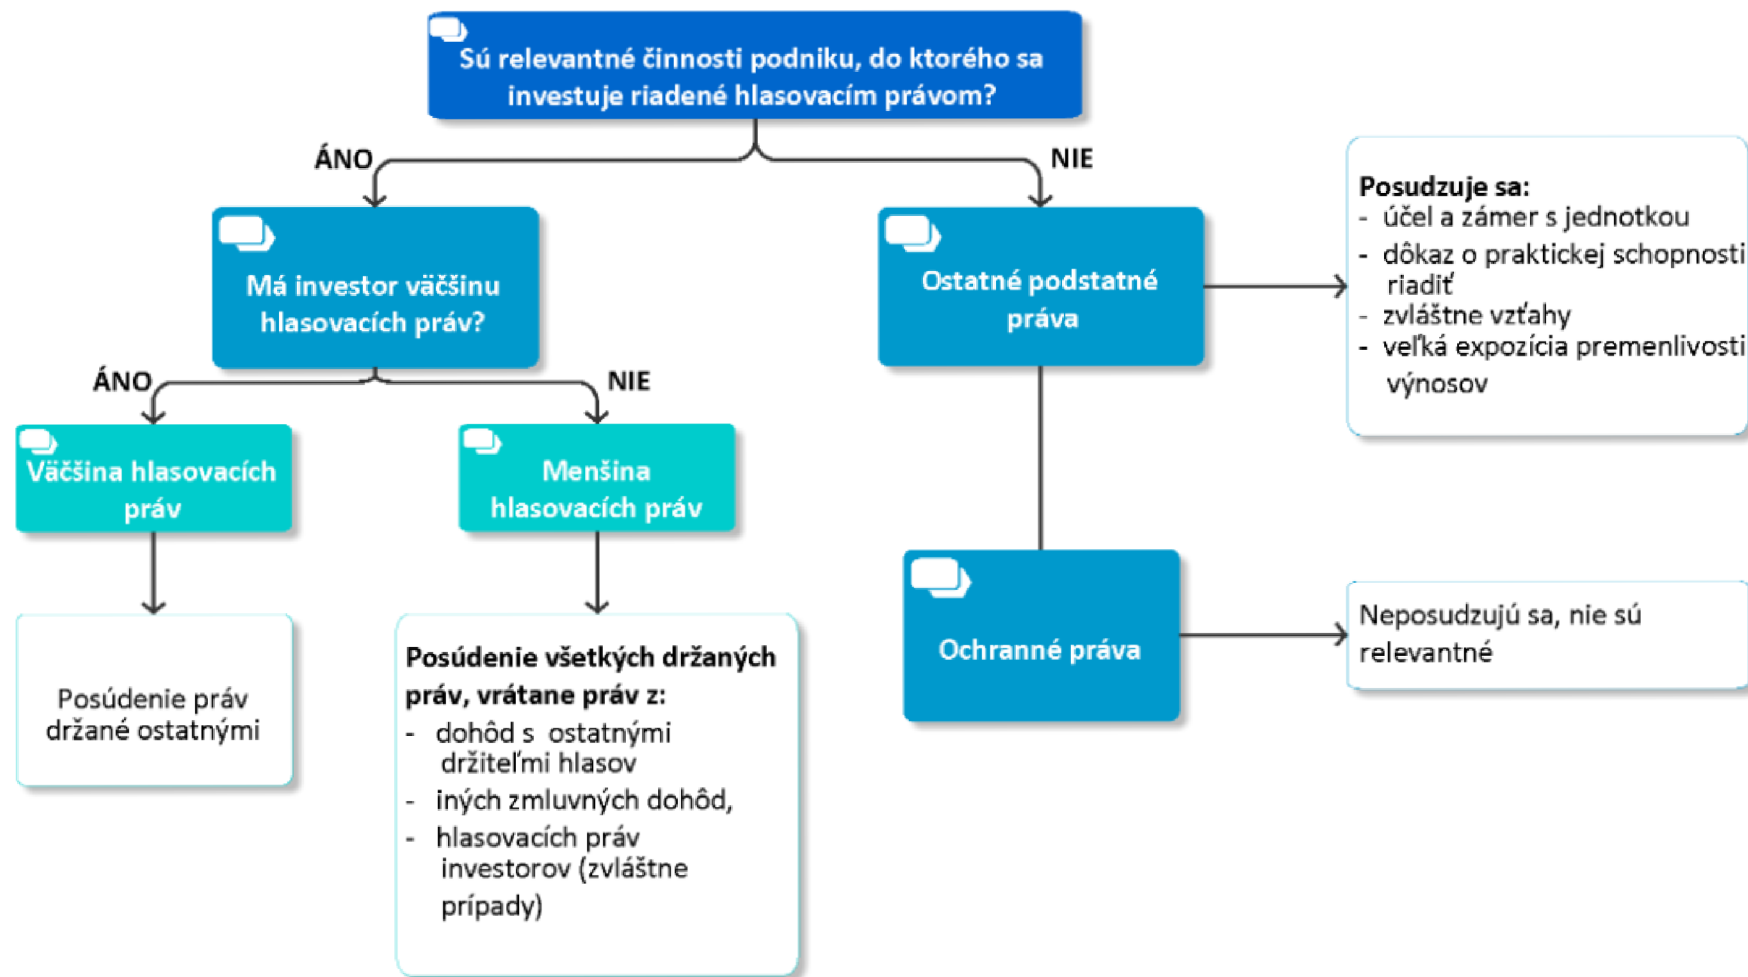 Sú relevantné činnosti podniku, do ktorého sa
investuje riadené hlasovacím právom?
ÁNO
NIE
Má investor väčšinu
hlasovacích práv?
Ostatné podstatné
práva
Posudzuje sa:
- účel a zámer s jednotkou
- dôkaz o praktickej schopnosti
riadiť
- zvláštne vzťahy
- veľká expozícia premenlivosti
výnosov
ÁNO
NIE
Väčšina hlasovacích
práv
Menšina
hlasovacích práv
Ochranné práva
Neposudzujú sa, nie sú
relevantné
Posúdenie práv
držané ostatnými
Posúdenie všetkých držaných
práv, vrátane práv z:
- dohôd s ostatnými
držiteľmi hlasov
- iných zmluvných dohôd,
- hlasovacích práv
investorov (zvláštne
prípady)